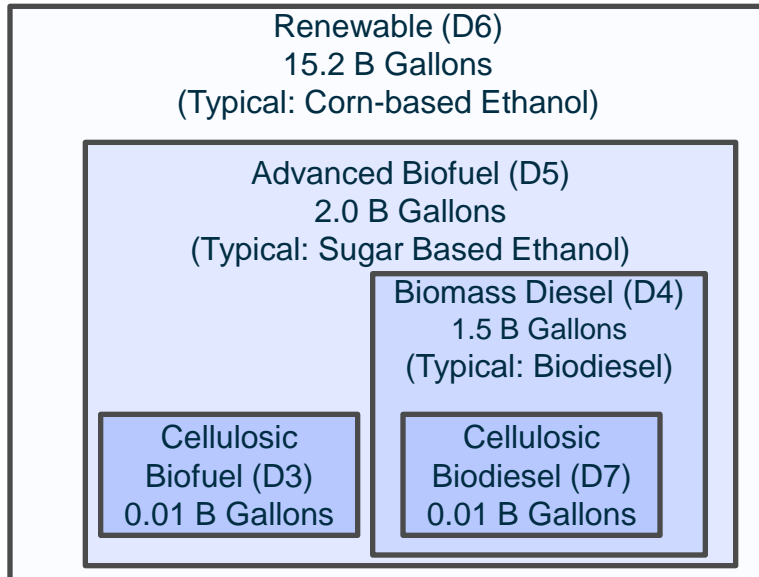 Renewable (D6)
15.2 B Gallons
(Typical: Corn-based Ethanol)
Advanced Biofuel (D5)
2.0 B Gallons
(Typical: Sugar Based Ethanol)
Biomass Diesel (D4)
1.5 B Gallons
(Typical: Biodiesel)
Cellulosic
Biofuel (D3)
0.01 B Gallons
Cellulosic
Biodiesel (D7)
0.01 B Gallons